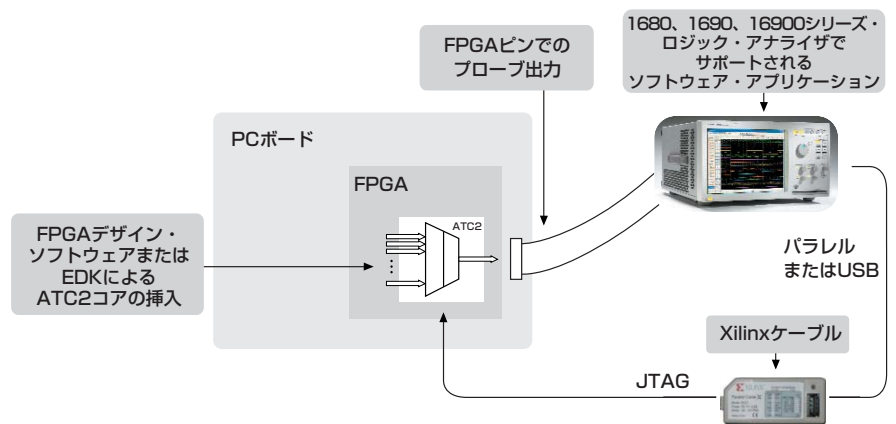 1680、1690、16900シリーズ・
ロジック・アナライザで
サポートされる
ソフトウェア・アプリケーション
FPGAピンでの
プローブ出力
PCボード
FPGA
ATC2
FPGAデザイン・
ソフトウェアまたは
EDKによる
ATC2コアの挿入
パラレル
またはUSB
Xilinxケーブル
JTAG
XILINX